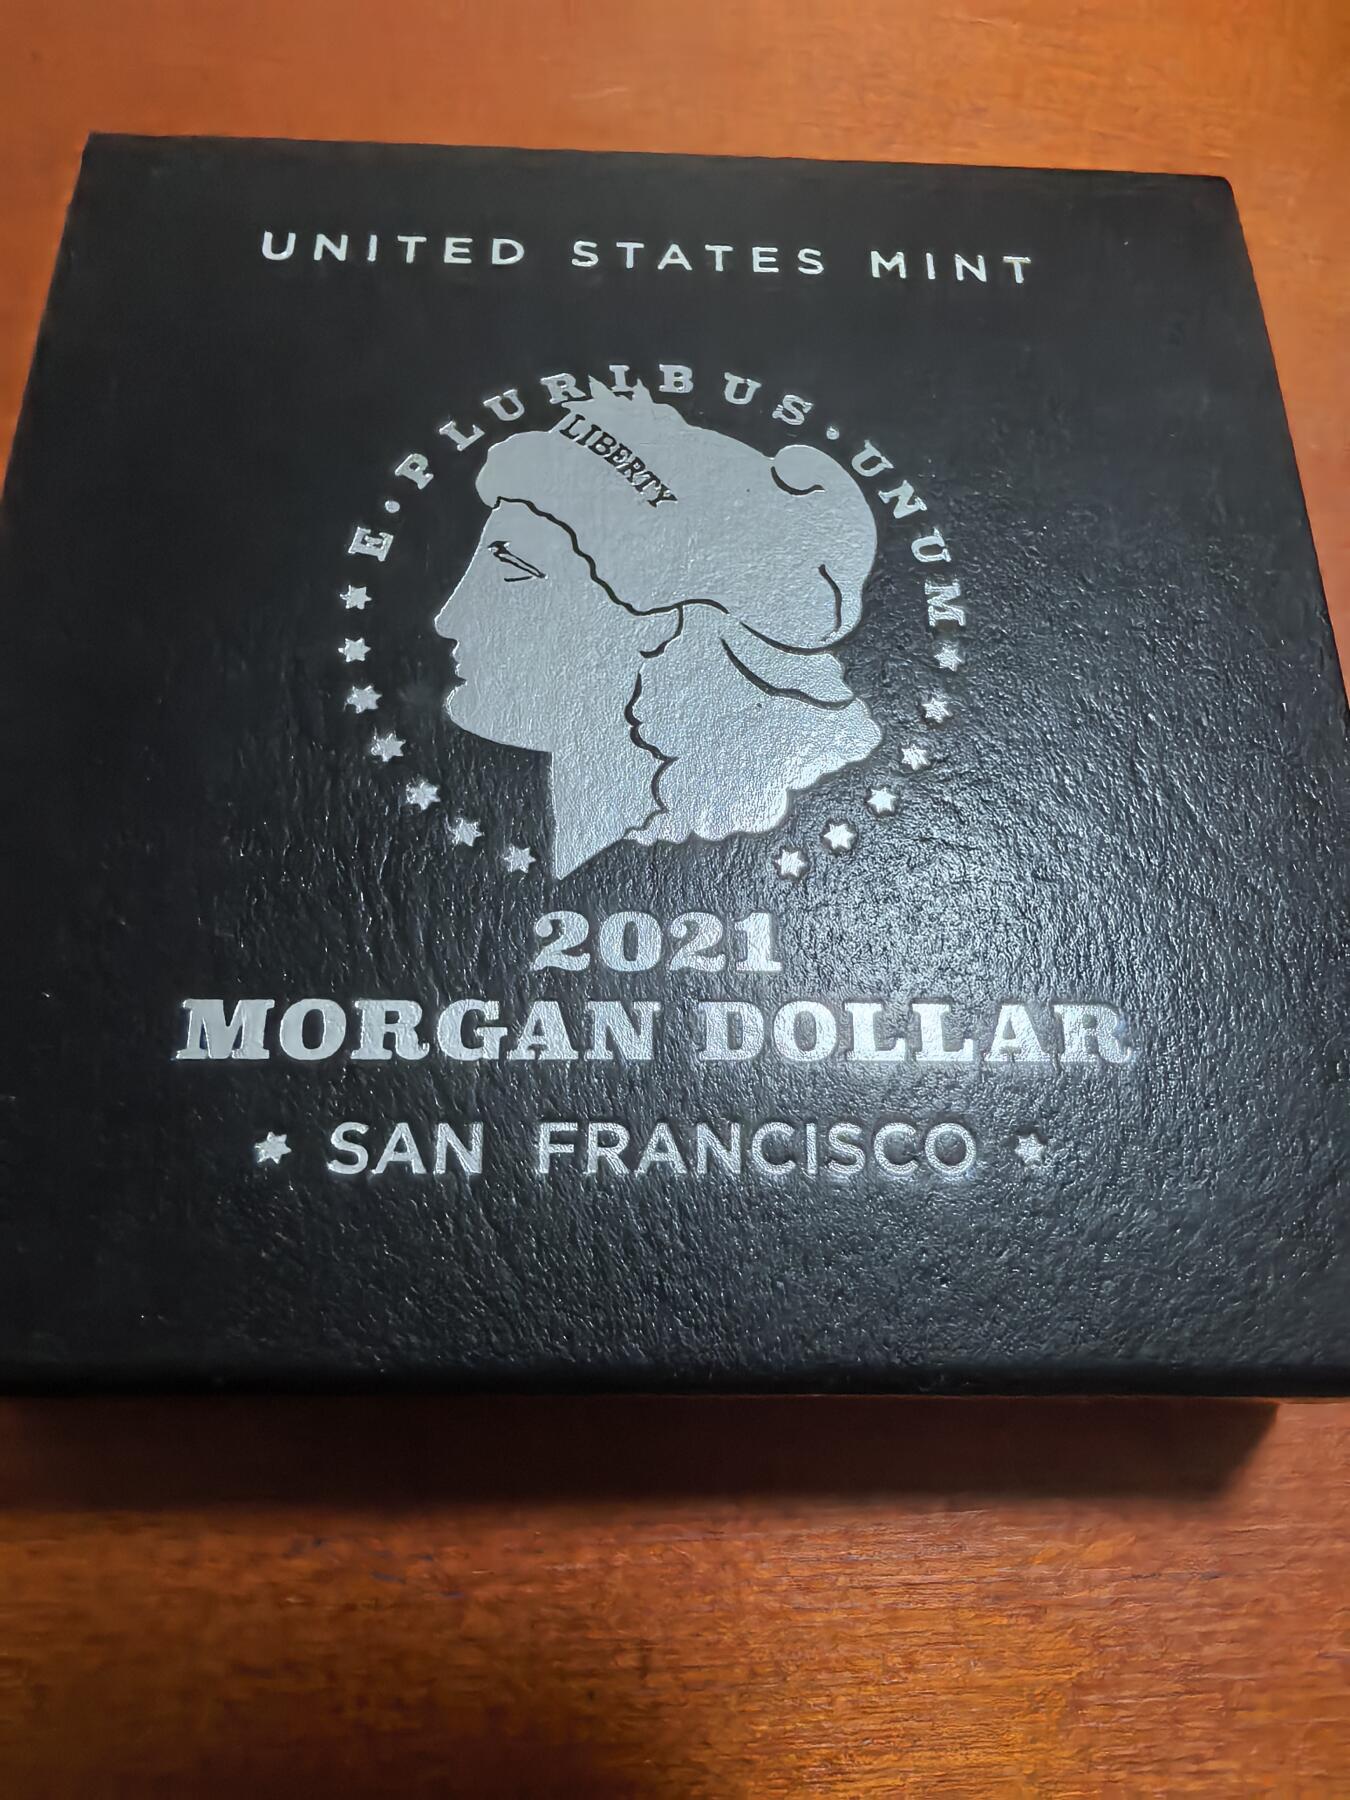 UNITED STATES MINT
E·PLURIBUS·UNUM
LIBERTY
2021
MORGAN DOLLAR
SAN FRANCISCO